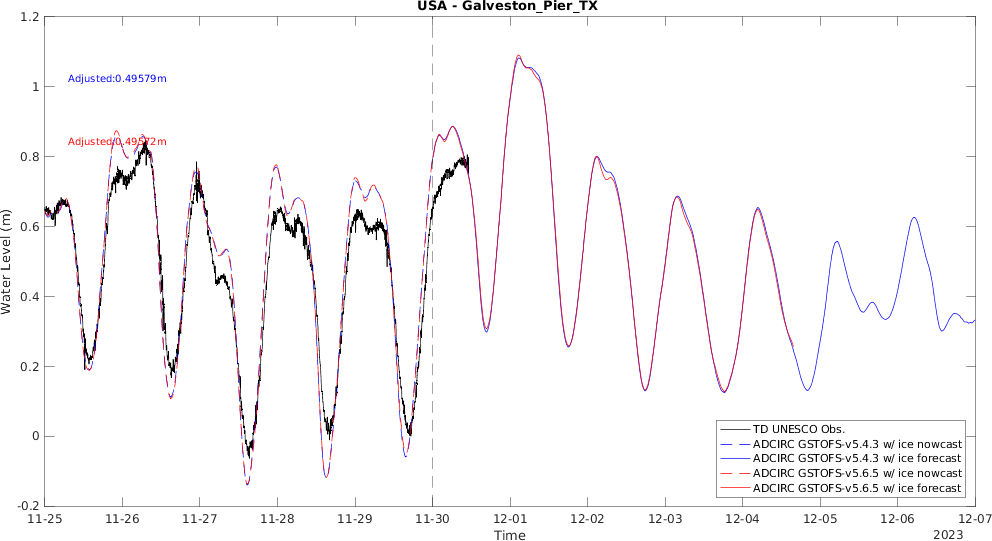 USA - Galveston_Pier_TX
1.2
1
0.8
0.6
0.4
0.2
0
-0.2
Water Level (m)
Adjusted:0.49579m
Adjusted:0.49572m
TD UNESCO Obs.
ADCIRC GSTOFS-v5.4.3 w/ ice nowcast
ADCIRC GSTOFS-v5.4.3 w/ ice forecast
ADCIRC GSTOFS-v5.6.5 w/ ice nowcast
ADCIRC GSTOFS-v5.6.5 w/ ice forecast
11-25 11-26 11-27 11-28 11-29 11-30 12-01 12-02 12-03 12-04 12-05 12-06 12-07
Time
2023